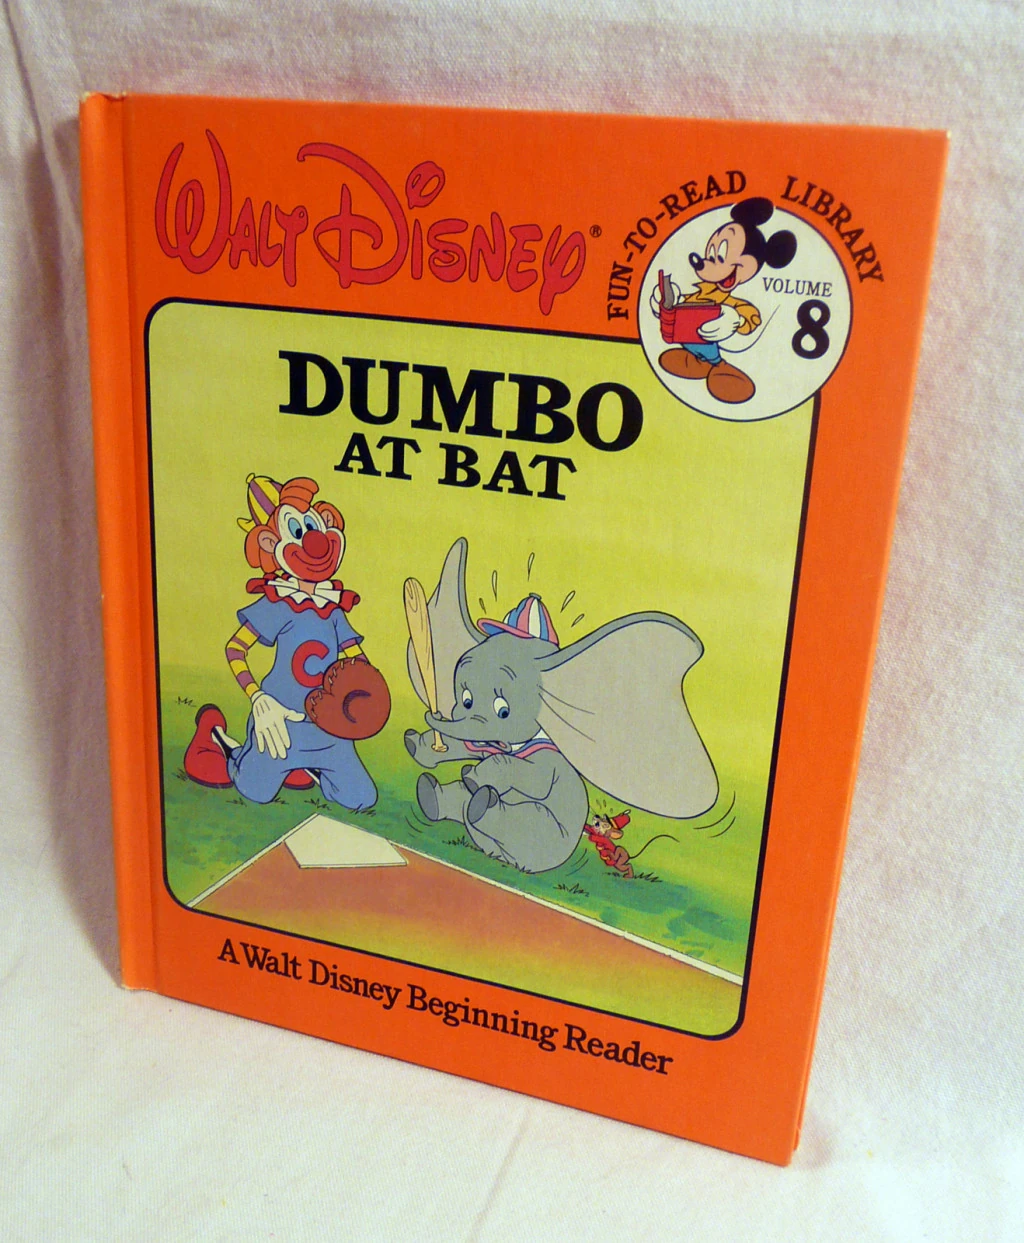 WALT DISNEY®
FUN-TO-READ LIBRARY
VOLUME
8
DUMBO
AT BAT
C
A Walt Disney Beginning Reader